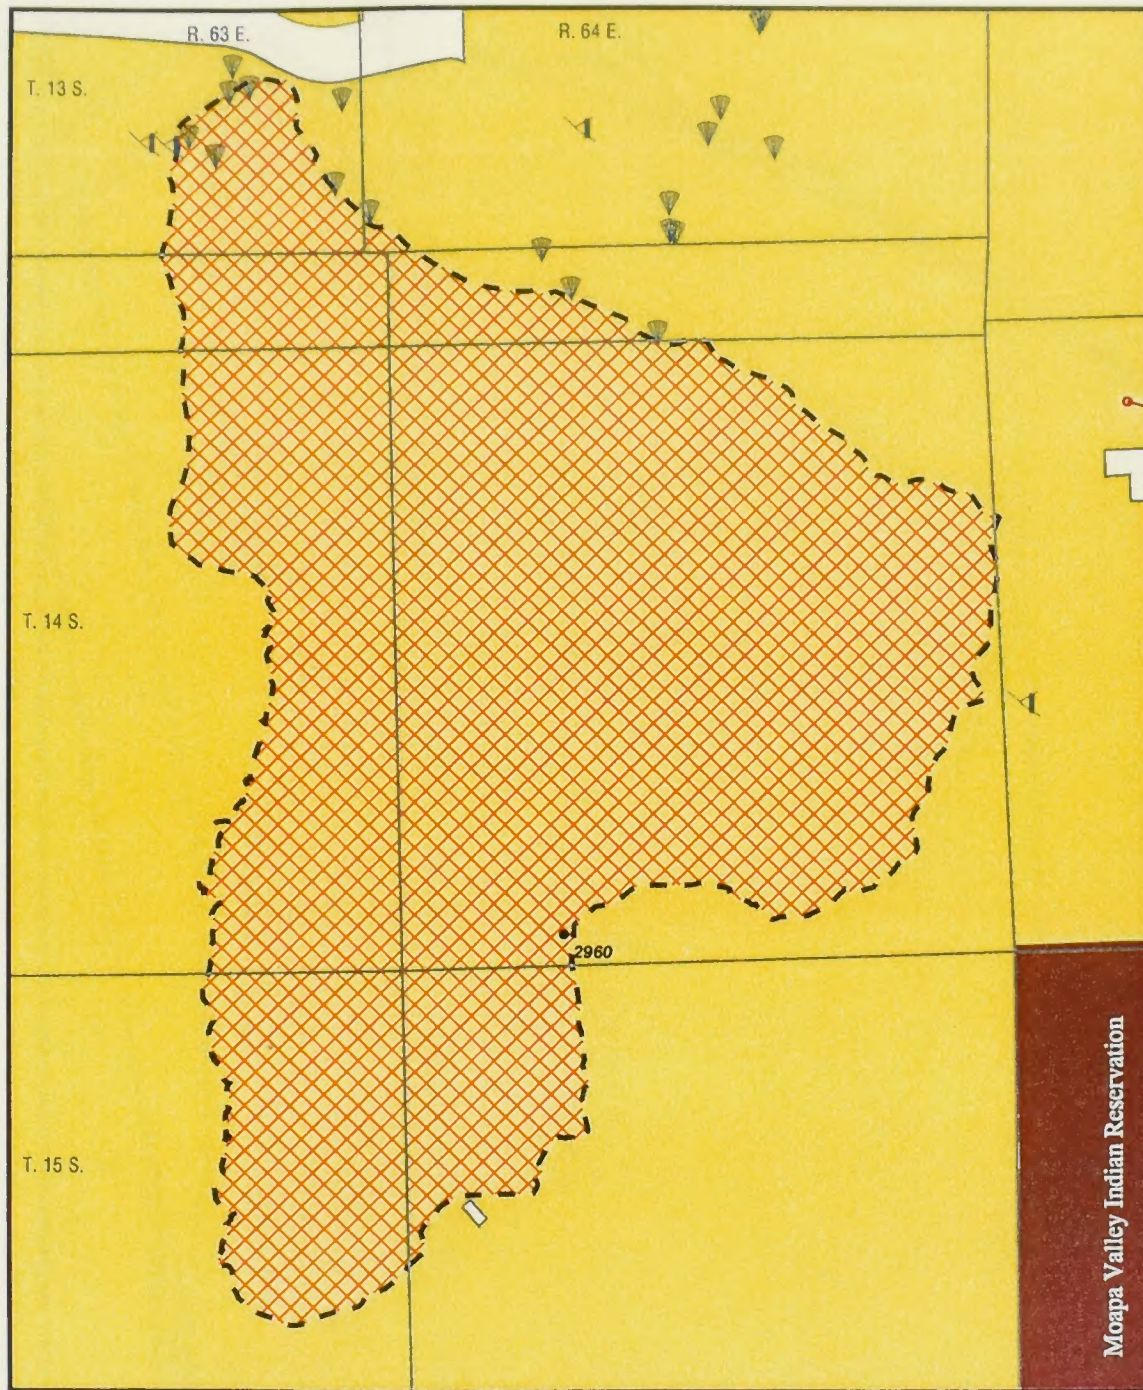 R. 63 E.
R. 64 E.
T. 13 S.
T. 14 S.
2960
T. 15 S.
Moapa Valley Indian Reservation